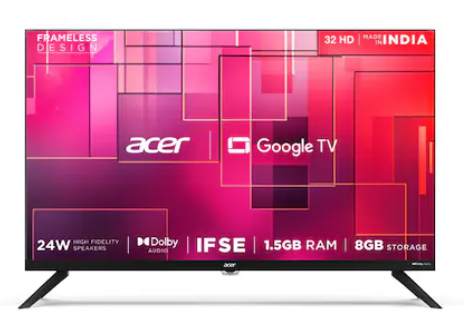 FRAMELESS
DESIGN
32 HD | MADE IN INDIA
acer | Google TV
24W HIGH FIDELITY SPEAKERS | Dolby AUDIO | IFSE | 1.5GB RAM | 8GB STORAGE
acer